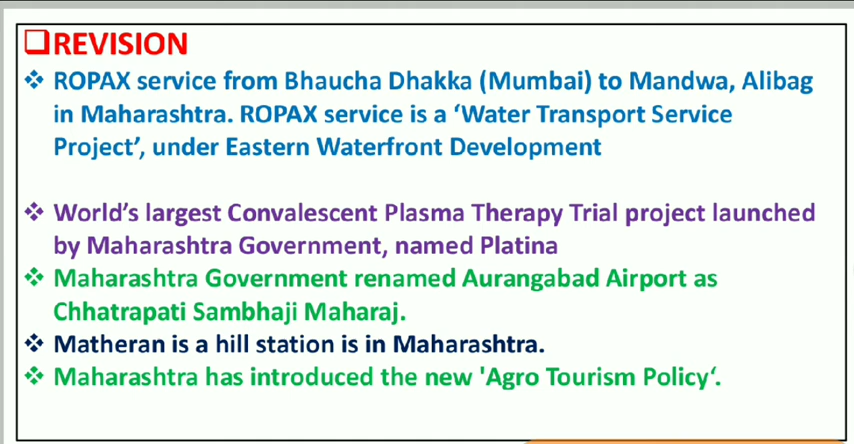 ❑REVISION
❖ ROPAX service from Bhaucha Dhakka (Mumbai) to Mandwa, Alibag
in Maharashtra. ROPAX service is a ‘Water Transport Service
Project’, under Eastern Waterfront Development
❖ World’s largest Convalescent Plasma Therapy Trial project launched
by Maharashtra Government, named Platina
❖ Maharashtra Government renamed Aurangabad Airport as
Chhatrapati Sambhaji Maharaj.
❖ Matheran is a hill station is in Maharashtra.
❖ Maharashtra has introduced the new 'Agro Tourism Policy‘.